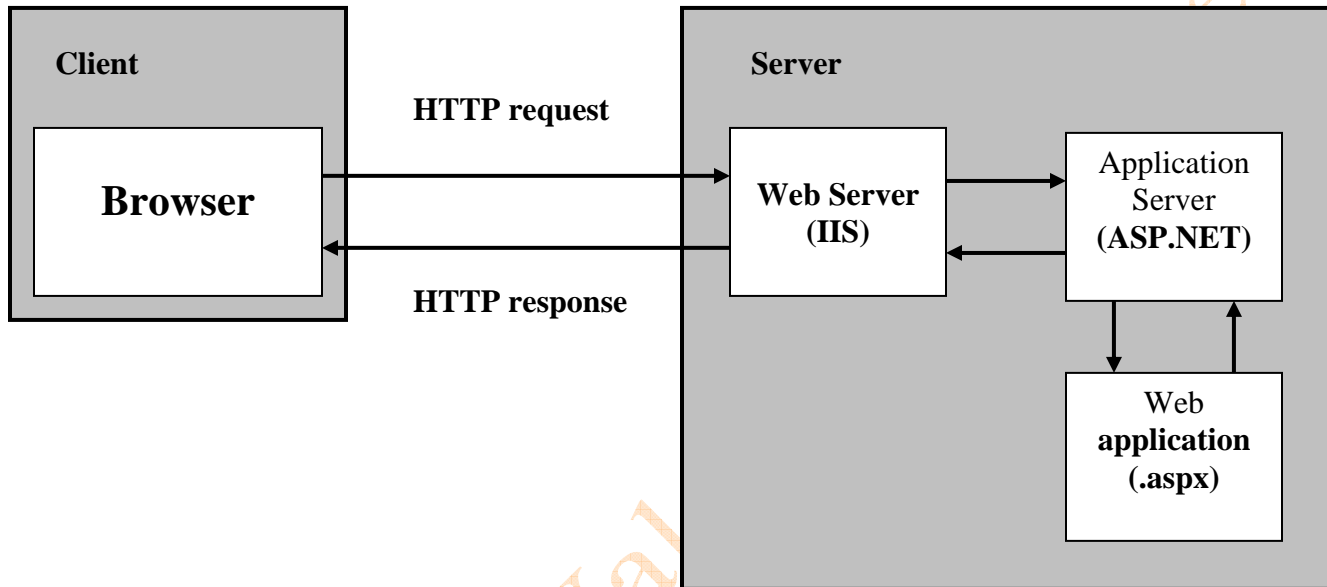 Client
Server
HTTP request
Browser
Web Server
(IIS)
Application
Server
(ASP.NET)
HTTP response
Web
application
(.aspx)